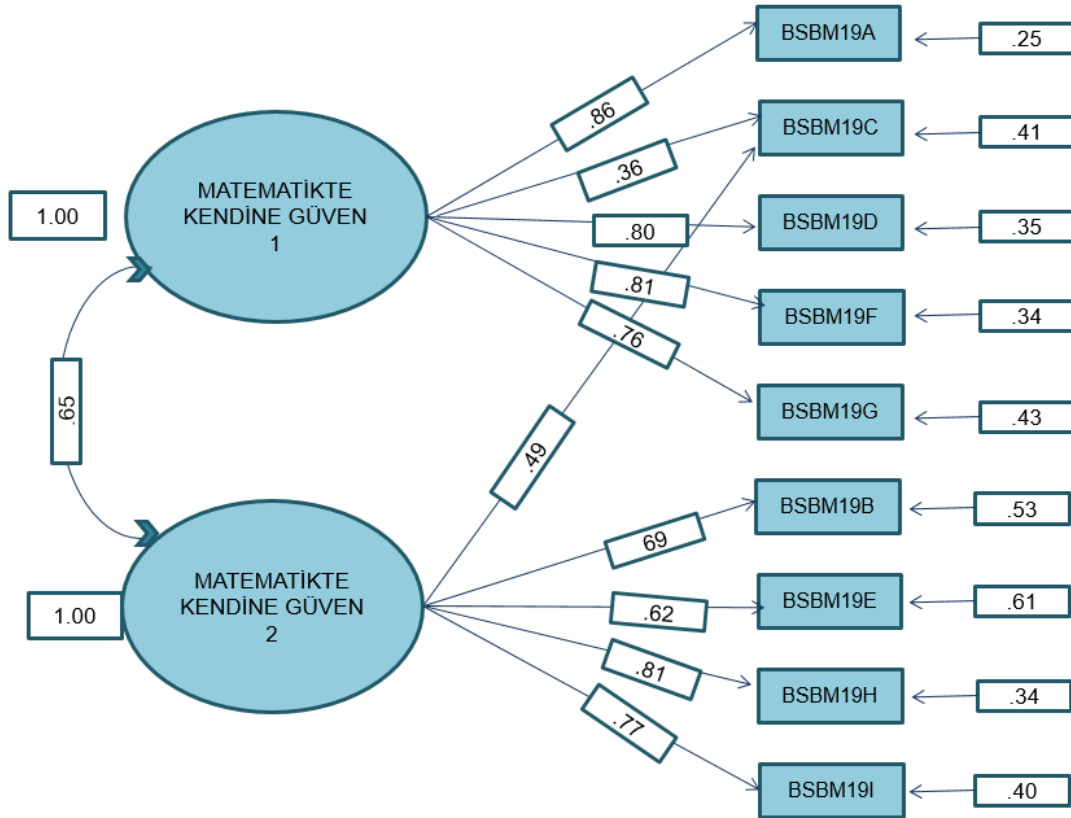 BSBM19A
.25
.86
BSBM19C
.41
.36
MATEMATİKTE
KENDİNE GÜVEN
1
1.00
.80
BSBM19D
.35
.81
BSBM19F
.34
.76
BSBM19G
.43
.65
.49
BSBM19B
.53
69
MATEMATİKTE
KENDİNE GÜVEN
2
1.00
.62
BSBM19E
.61
.81
BSBM19H
.34
.77
BSBM19I
.40